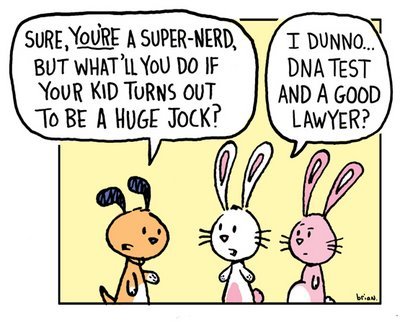 SURE, YOU'RE A SUPER-NERD,
BUT WHAT'LL YOU DO IF
YOUR KID TURNS OUT
TO BE A HUGE JOCK?
I DUNNO...
DNA TEST
AND A GOOD
LAWYER?
brian.